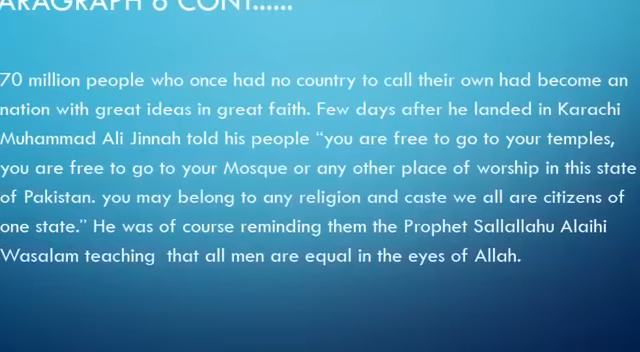 ARAGRAPH 6 CONT......
70 million people who once had no country to call their own had become an
nation with great ideas in great faith. Few days after he landed in Karachi
Muhammad Ali Jinnah told his people “you are free to go to your temples,
you are free to go to your Mosque or any other place of worship in this state
of Pakistan. you may belong to any religion and caste we all are citizens of
one state.” He was of course reminding them the Prophet Sallallahu Alaihi
Wasalam teaching  that all men are equal in the eyes of Allah.